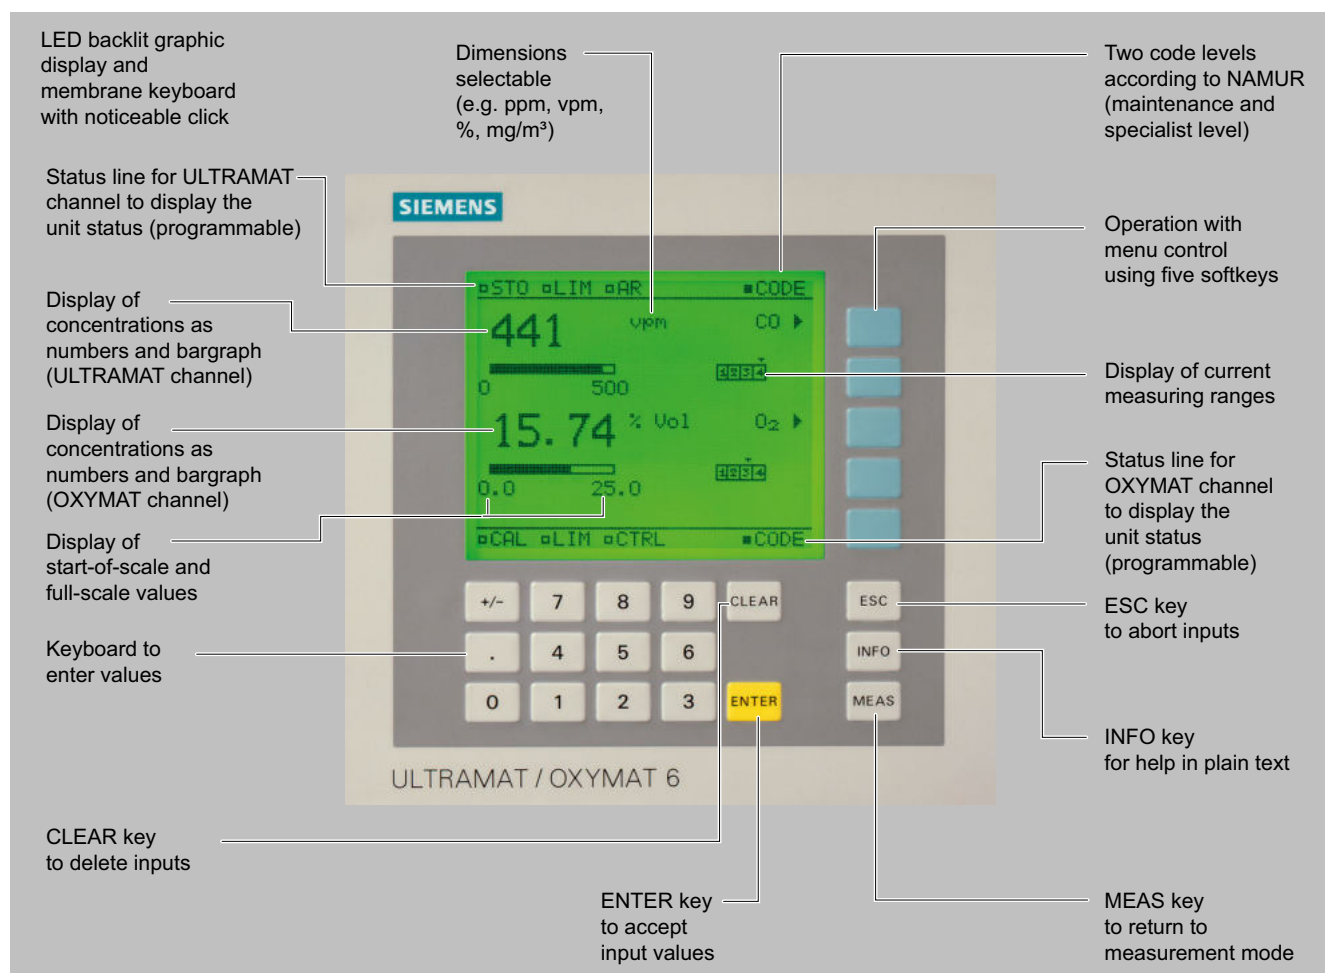 LED backlit graphic
display and
membrane keyboard
with noticeable click
Dimensions
selectable
(e.g. ppm, vpm,
%, mg/m³)
Two code levels
according to NAMUR
(maintenance and
specialist level)
Status line for ULTRAMAT
channel to display the
unit status (programmable)
Operation with
menu control
using five softkeys
Display of
concentrations as
numbers and bargraph
(ULTRAMAT channel)
Display of current
measuring ranges
Display of
concentrations as
numbers and bargraph
(OXYMAT channel)
Status line for
OXYMAT channel
to display the
unit status
(programmable)
Display of
start-of-scale and
full-scale values
ESC key
to abort inputs
Keyboard to
enter values
INFO key
for help in plain text
CLEAR key
to delete inputs
ENTER key
to accept
input values
MEAS key
to return to
measurement mode
SIEMENS
STO LIM AR CODE
441 vpm CO
1 2 3 4
0 500
15.74 % Vol O₂
1 2 3 4
0.0 25.0
CAL LIM CTRL CODE
+/- 7 8 9 CLEAR ESC
. 4 5 6 INFO
0 1 2 3 ENTER MEAS
ULTRAMAT / OXYMAT 6